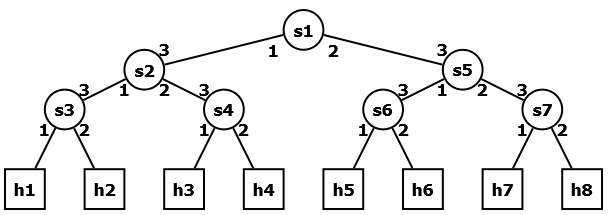 s1
3 1 2 3
s2 s5
3 1 2 3 3 1 2 3
s3 s4 s6 s7
1 2 1 2 1 2 1 2
h1 h2 h3 h4 h5 h6 h7 h8